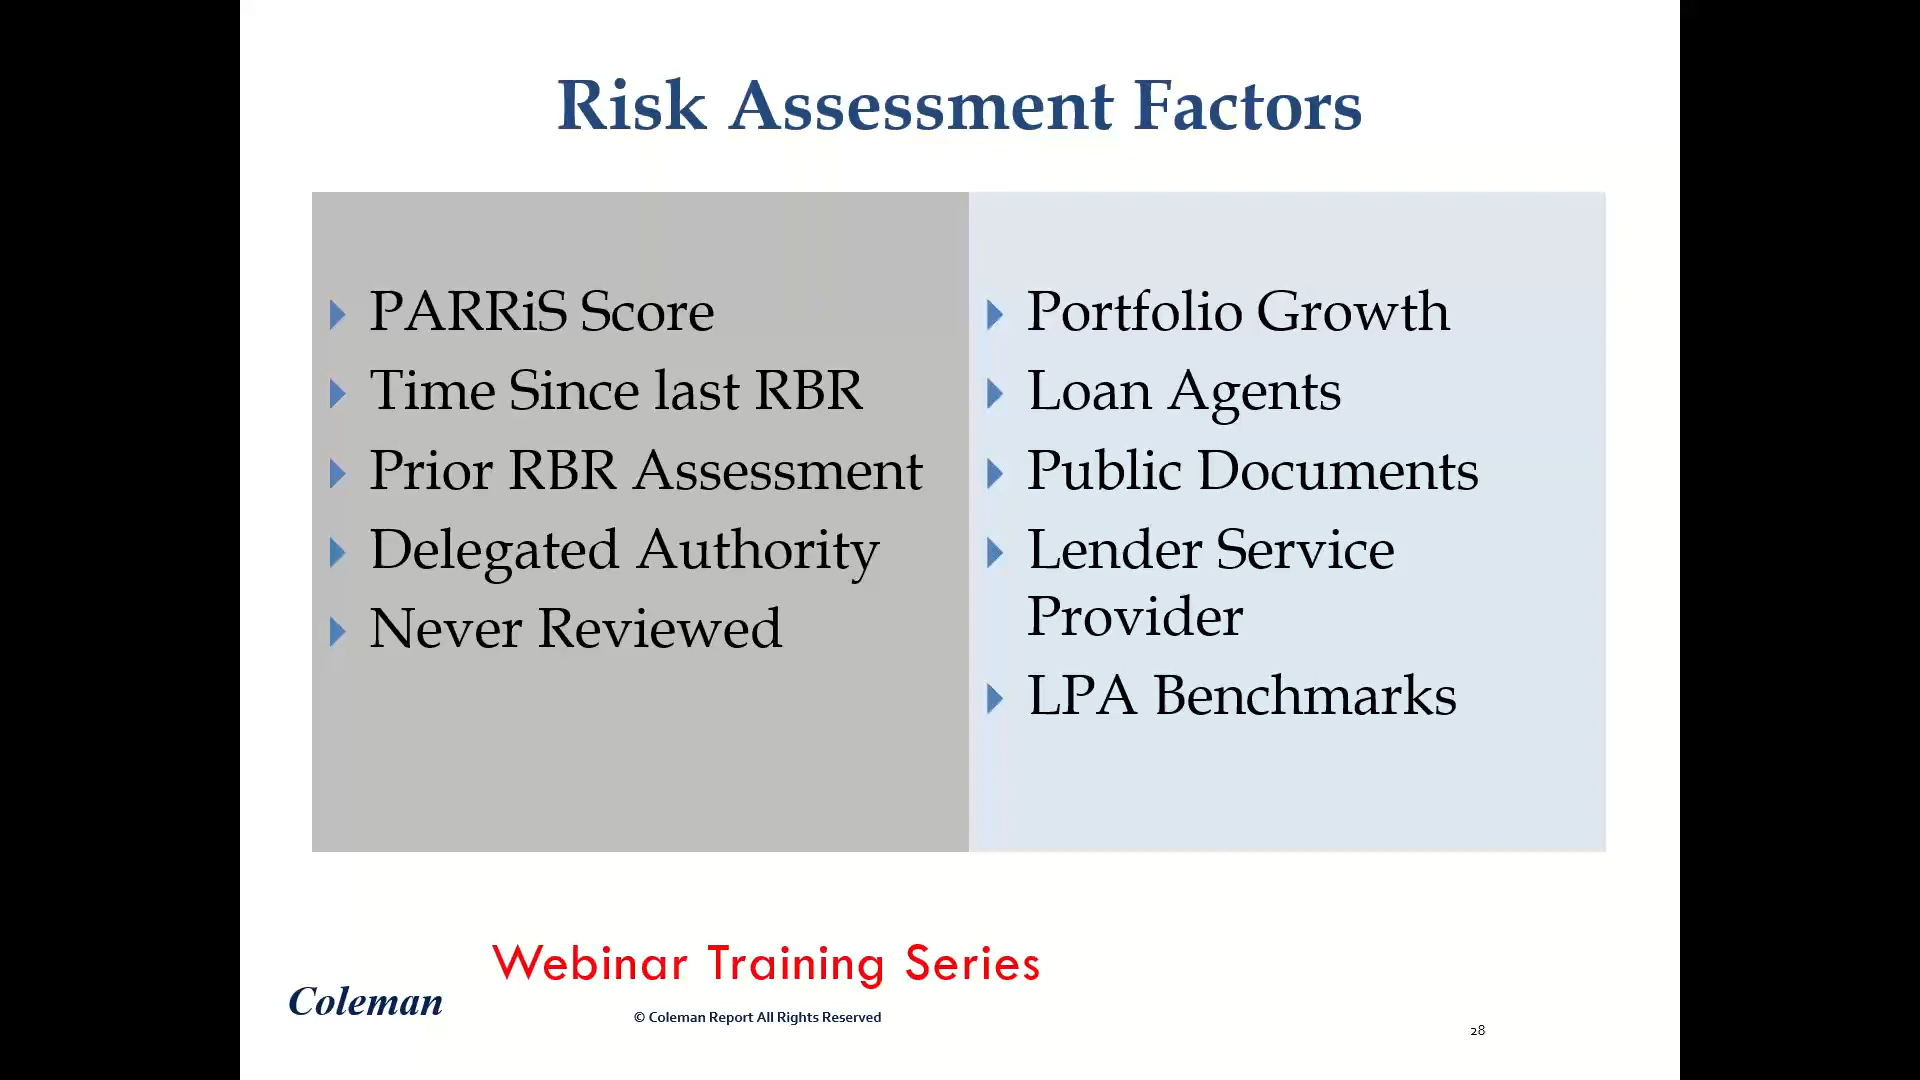 Risk Assessment Factors
PARRiS Score
Time Since last RBR
Prior RBR Assessment
Delegated Authority
Never Reviewed
Portfolio Growth
Loan Agents
Public Documents
Lender Service
Provider
LPA Benchmarks
Webinar Training Series
Coleman
© Coleman Report All Rights Reserved
28